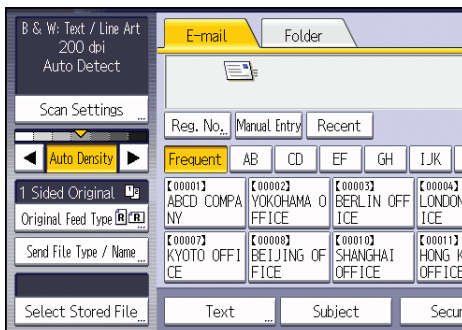 B & W: Text / Line Art
200 dpi
Auto Detect
Scan Settings
Auto Density
1 Sided Original
Original Feed Type
Send File Type / Name
Select Stored File
E-mail
Folder
Reg. No.
Manual Entry
Recent
Frequent
AB
CD
EF
GH
IJK
[00001]
ABCD COMPA
NY
[00002]
YOKOHAMA O
FFICE
[00003]
BERLIN OFF
ICE
[00004]
LONDON
ICE
[00007]
KYOTO OFFI
CE
[00008]
BEIJING OF
FICE
[00010]
SHANGHAI
OFFICE
[00011]
HONG K
OFFICE
Text
Subject
Secur